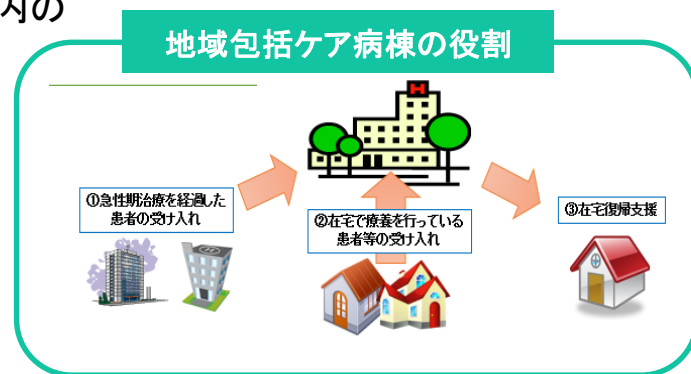 内の
地域包括ケア病棟の役割
H
①急性期治療を経過した
患者の受け入れ
②在宅で療養を行っている
患者等の受け入れ
③在宅復帰支援